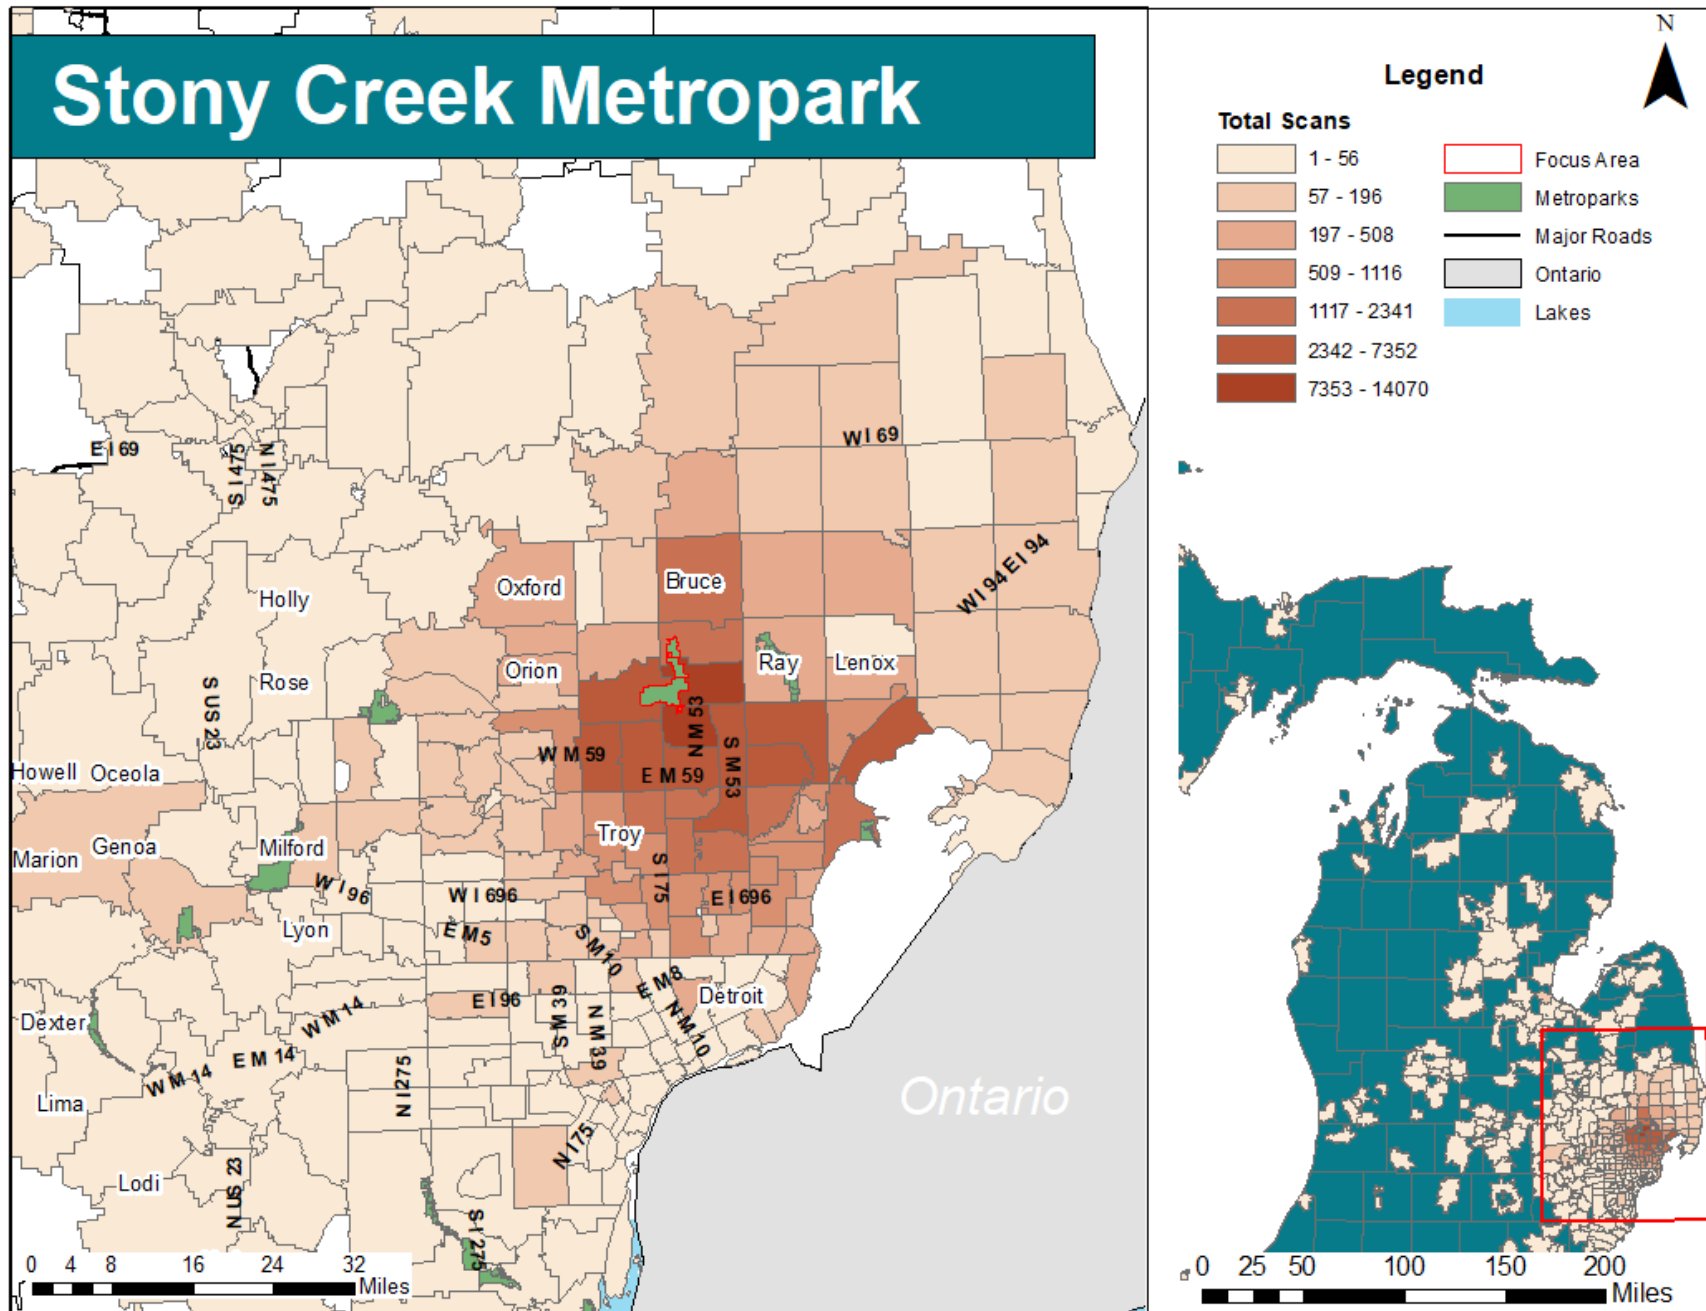 Stony Creek Metropark
N
Legend
Total Scans
1 - 56
57 - 196
197 - 508
509 - 1116
1117 - 2341
2342 - 7352
7353 - 14070
Focus Area
Metroparks
Major Roads
Ontario
Lakes
E I 69
S I 475
N I 475
W I 69
W I 94
E I 94
Holly
Oxford
Bruce
Rose
Orion
Ray
Lenox
S US 23
N M 53
S M 53
W M 59
E M 59
Howell
Oceola
Troy
Marion
Genoa
Milford
S I 75
W I 96
W I 696
E I 696
Lyon
E M 5
S M 10
E M 8
Detroit
E I 96
S M 39
N M 39
N M 10
Dexter
W M 14
E M 14
W M 14
N I 275
Lima
Ontario
N I 75
Lodi
N US 23
S I 275
0 4 8 16 24 32
Miles
0 25 50 100 150 200
Miles